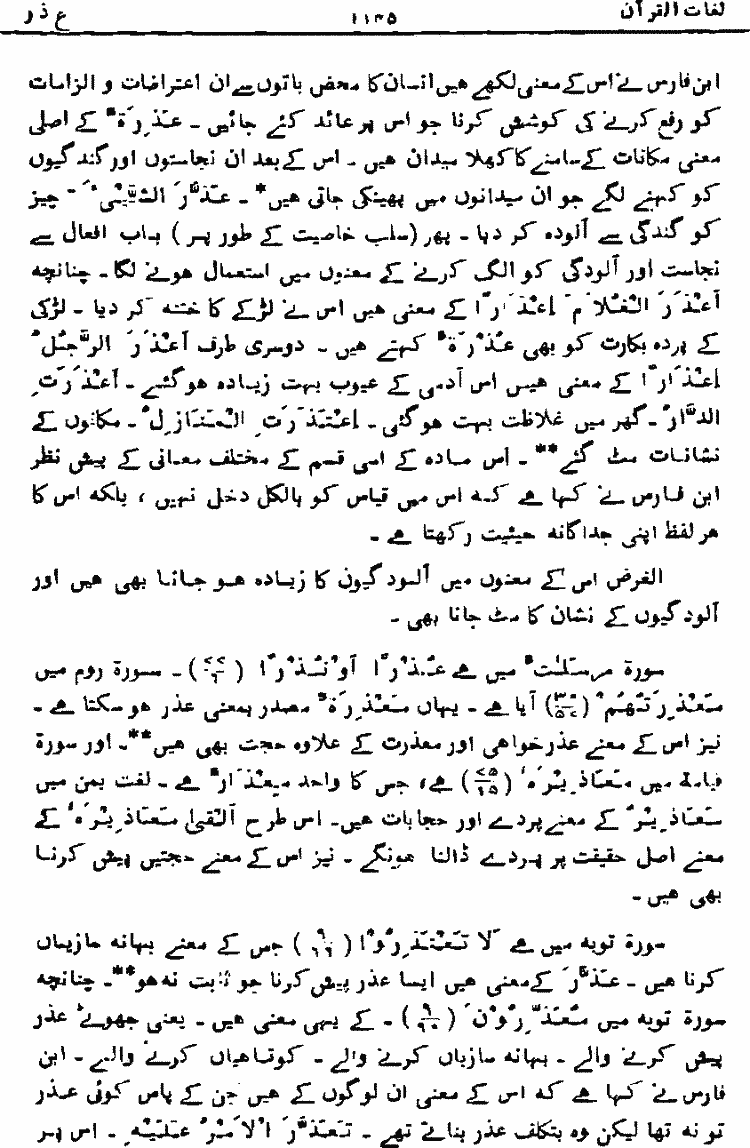 لغات القرآن ۱۱۴۵ ع ذ ر
ابن فارس نے اس کے معنی لکھے ہیں انسان کا محض باتوں سے ان اعتراضات و الزامات
کو رفع کرنے کی کوشش کرنا جو اس پر عائد کئے جائیں ۔ عَذِرَۃٌ کے اصلی
معنی مکانات کے سامنے کا کھلا میدان ہیں ۔ اس کے بعد ان نجاستوں اور گندگیوں
کو کہنے لگے جو ان میدانوں میں پھینکی جاتی ہیں* ۔ عَذَّرَ الشَّیْئَ ۔ چیز
کو گندگی سے آلودہ کر دیا ۔ پھر (سلب خاصیت کے طور پر) باب افعال سے
نجاست اور آلودگی کو الگ کرنے کے معنوں میں استعمال ہونے لگا ۔ چنانچہ
اَعْذَرَ الْغُلَامَ اِعْذَارًا کے معنی ہیں اس نے لڑکے کا ختنہ کر دیا ۔ لڑکی
کے پردہ بکارت کو بھی عُذْرَۃٌ کہتے ہیں ۔ دوسری طرف اَعْذَرَ الرَّجُلُ
اِعْذَارًا کے معنی ہیں اس آدمی کے عیوب بہت زیادہ ہوگئے ۔ اَعْذَرَتِ
الدَّارُ ۔ گھر میں غلاظت بہت ہوگئی ۔ اِعْتَذَرَتِ الْمَنَازِلُ ۔ مکانوں کے
نشانات مٹ گئے** ۔ اس مادہ کے اسی قسم کے مختلف معانی کے پیش نظر
ابن فارس نے کہا ہے کہ اس میں قیاس کو بالکل دخل نہیں ، بلکہ اس کا
ہر لفظ اپنی جداگانہ حیثیت رکھتا ہے ۔
الغرض اس کے معنوں میں آلودگیوں کا زیادہ ہو جانا بھی ہیں اور
آلودگیوں کے نشان کا مٹ جانا بھی ۔
سورۃ مرسلٰت میں ہے عُذْرًا اَوْ نُذْرًا (۷۷/۶) ۔ سورۃ روم میں
مَعْذِرَتُهُمْ (۳۰/۵۷) آیا ہے ۔ یہاں مَعْذِرَۃٌ مصدر بمعنی عذر ہو سکتا ہے ۔
نیز اس کے معنے عذر خواہی اور معذرت کے علاوہ حجت بھی ہیں** ۔ اور سورۃ
قیامۃ میں مَعَاذِیْرَہٗ (۷۵/۱۵) ہے، جس کا واحد مِعْذَارٌ ہے ۔ لغت یمن میں
مَعَاذِیْرُ کے معنے پردے اور حجابات ہیں۔ اس طرح اَلْقٰی مَعَاذِیْرَہٗ کے
معنے اصل حقیقت پر پردے ڈالنا ہونگے ۔ نیز اس کے معنے حجتیں پیش کرنا
بھی ہیں ۔
سورۃ توبہ میں ہے لَا تَعْتَذِرُوْا (۹/۶۶) جس کے معنے بہانہ سازیاں
کرنا ہیں ۔ عَذَّرَ کے معنی ہیں ایسا عذر پیش کرنا جو ثابت نہ ہو** ۔ چنانچہ
سورۃ توبہ میں مُعَذِّرُوْنَ (۹/۹۰) ۔ کے یہی معنی ہیں ۔ یعنی جھوٹے عذر
پیش کرنے والے ۔ بہانہ سازیاں کرنے والے ۔ کوتاہیاں کرنے والے ۔ ابن
فارس نے کہا ہے کہ اس کے معنی ان لوگوں کے ہیں جن کے پاس کوئی عذر
تو نہ تھا لیکن وہ بتکلف عذر بناتے تھے ۔ تَعَذَّرَ الْاَمْرُ عَلَیْہِ ۔ اس پر